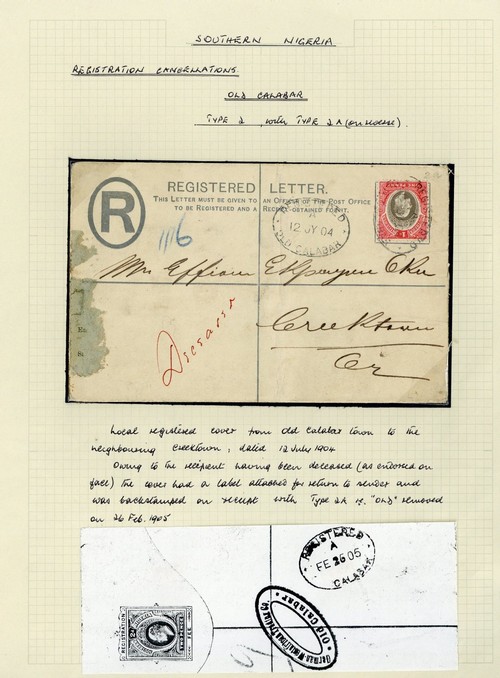 SOUTHERN NIGERIA
REGISTRATION CANCELLATIONS.
OLD CALABAR
TYPE 2, with TYPE 2A (on reverse).
REGISTERED LETTER.
THIS LETTER MUST BE GIVEN TO AN OFFICER OF THE POST OFFICE
TO BE REGISTERED AND A RECEIPT OBTAINED FOR IT.
R
REGISTERED
A
12 JY 04
OLD CALABAR
1116
Mr Effiom
Creektown
Local registered cover from old Calabar town to the
neighbouring Creektown, dated 12 July 1904
Owing to the recipient having been deceased (as endorsed on
face) the cover had a label attached for return to sender and
was backstamped on receipt with Type 2A ie. "OLD" removed
on 26 Feb. 1905
REGISTERED
A
FE 26 05
CALABAR
Old Calabar
REGISTRATION
FEE